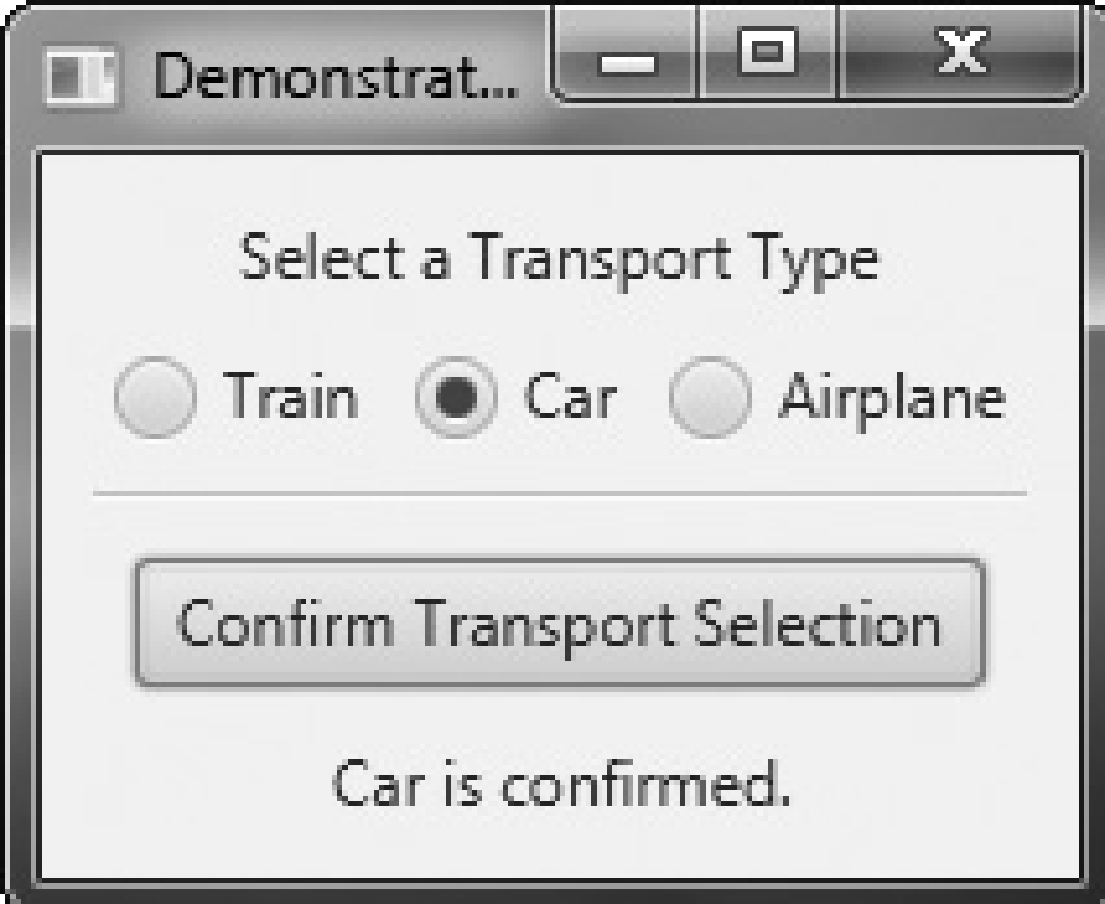 Demonstrat...
Select a Transport Type
Train Car Airplane
Confirm Transport Selection
Car is confirmed.